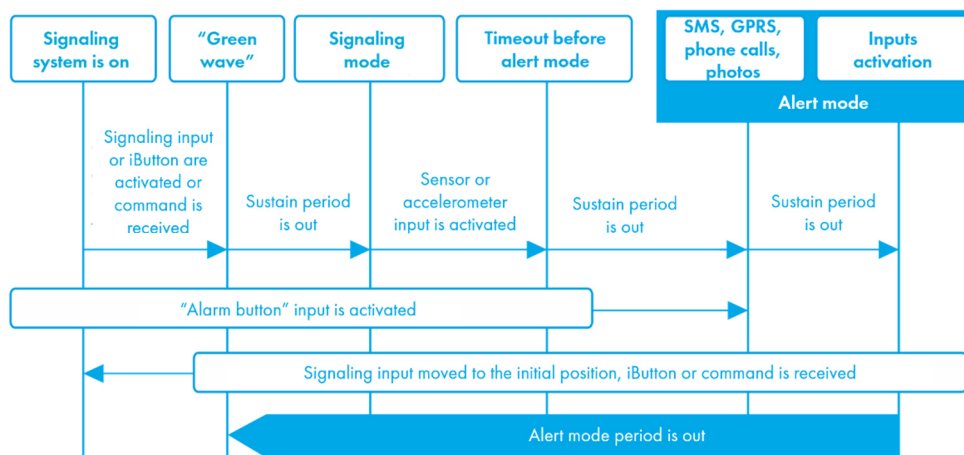 Signaling
system is on
“Green
wave”
Signaling
mode
Timeout before
alert mode
SMS, GPRS,
phone calls,
photos
Inputs
activation
Alert mode
Signaling input
or iButton are
activated or
command is
received
Sustain period
is out
Sensor or
accelerometer
input is activated
Sustain period
is out
Sustain period
is out
“Alarm button” input is activated
Signaling input moved to the initial position, iButton or command is received
Alert mode period is out